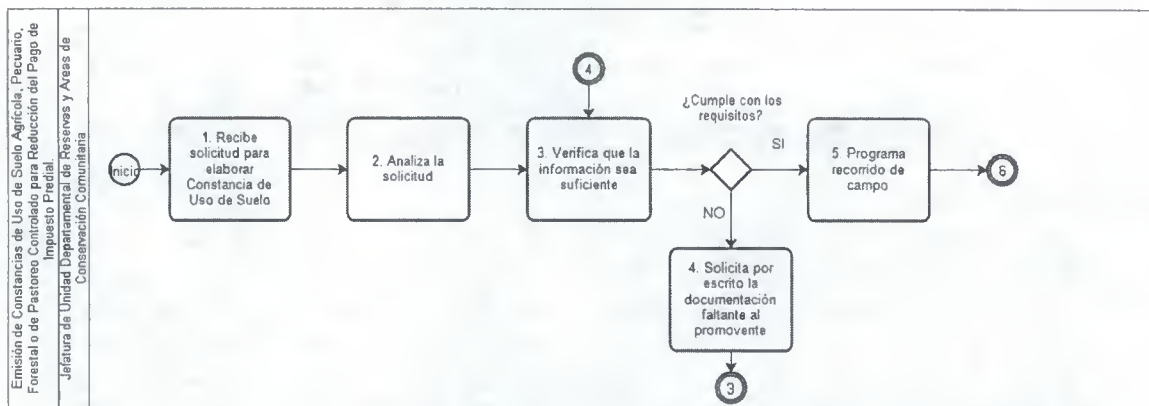 Emisión de Constancias de Uso de Suelo Agrícola, Pecuario,
Forestal o de Pastoreo Controlado para Reducción del Pago de
Impuesto Predial.
Jefatura de Unidad Departamental de Reservas y Areas de
Conservación Comunitaria
Inicio
1. Recibe
solicitud para
elaborar
Constancia de
Uso de Suelo
2. Analiza la
solicitud
4
3. Verifica que la
información sea
suficiente
¿Cumple con los
requisitos?
SI
NO
5. Programa
recorrido de
campo
6
4. Solicita por
escrito la
documentación
faltante al
promovente
3